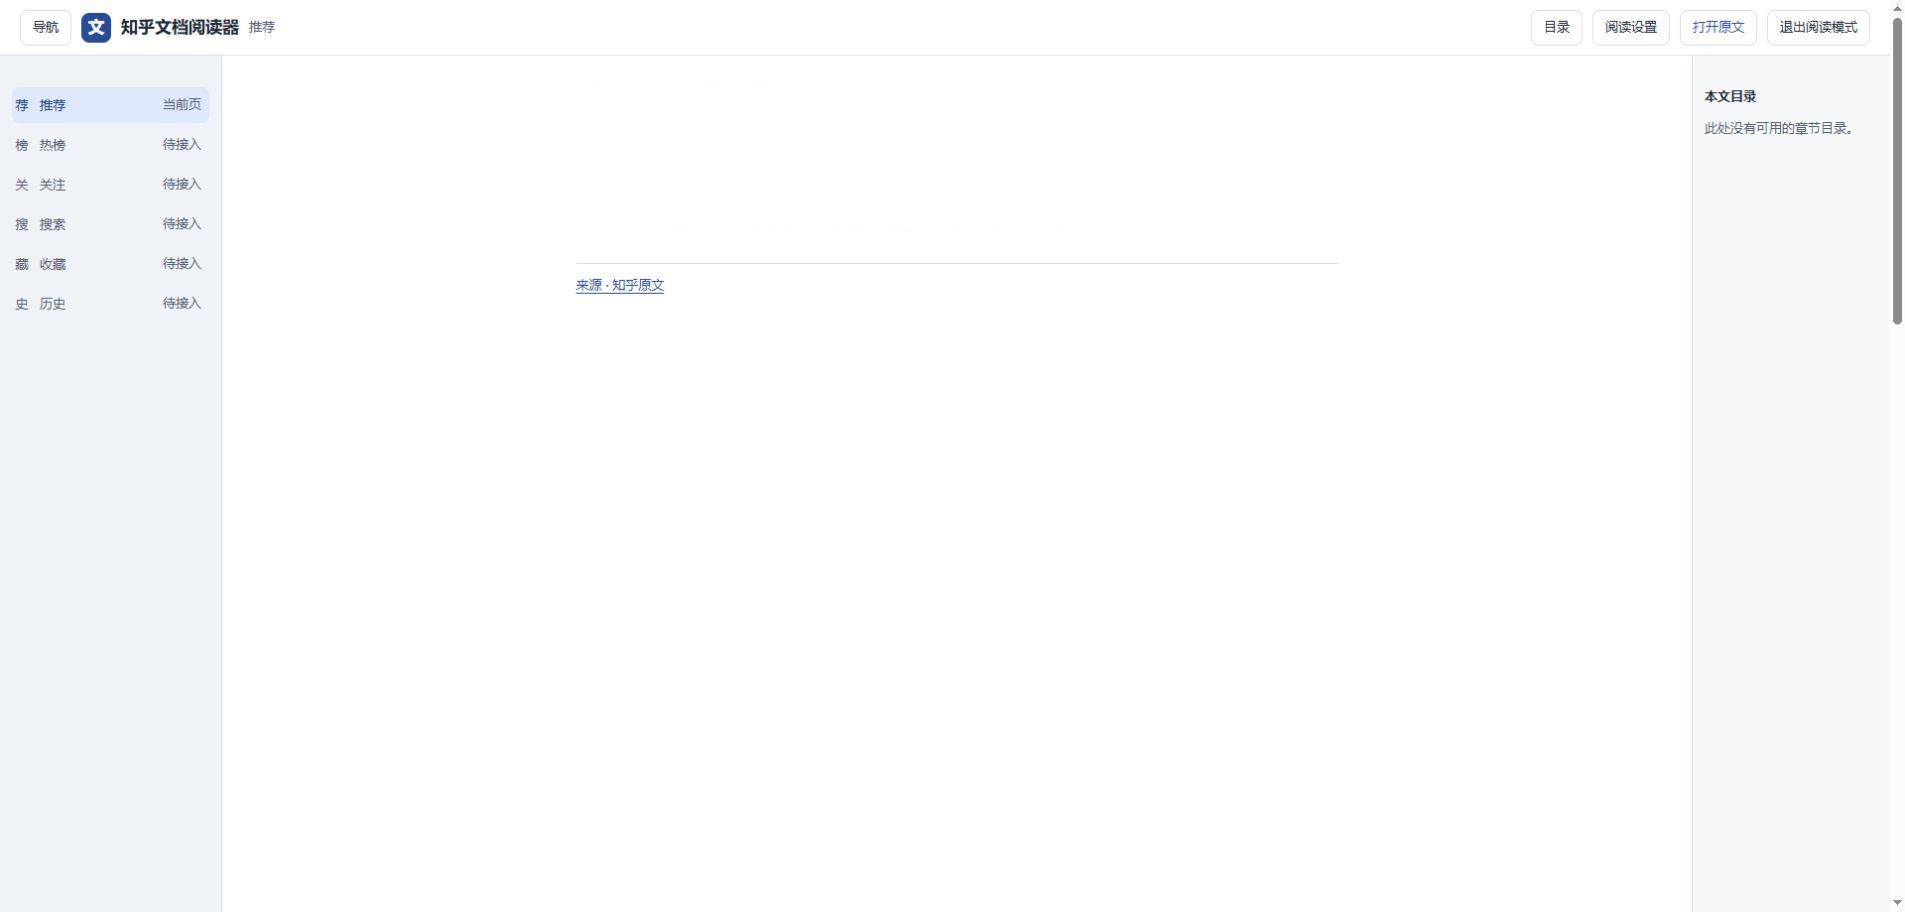 导航 文 知乎文档阅读器 推荐 目录 阅读设置 打开原文 退出阅读模式
荐 推荐 当前页
榜 热榜 待接入
关 关注 待接入
搜 搜索 待接入
藏 收藏 待接入
史 历史 待接入
来源 · 知乎原文
本文目录
此处没有可用的章节目录。